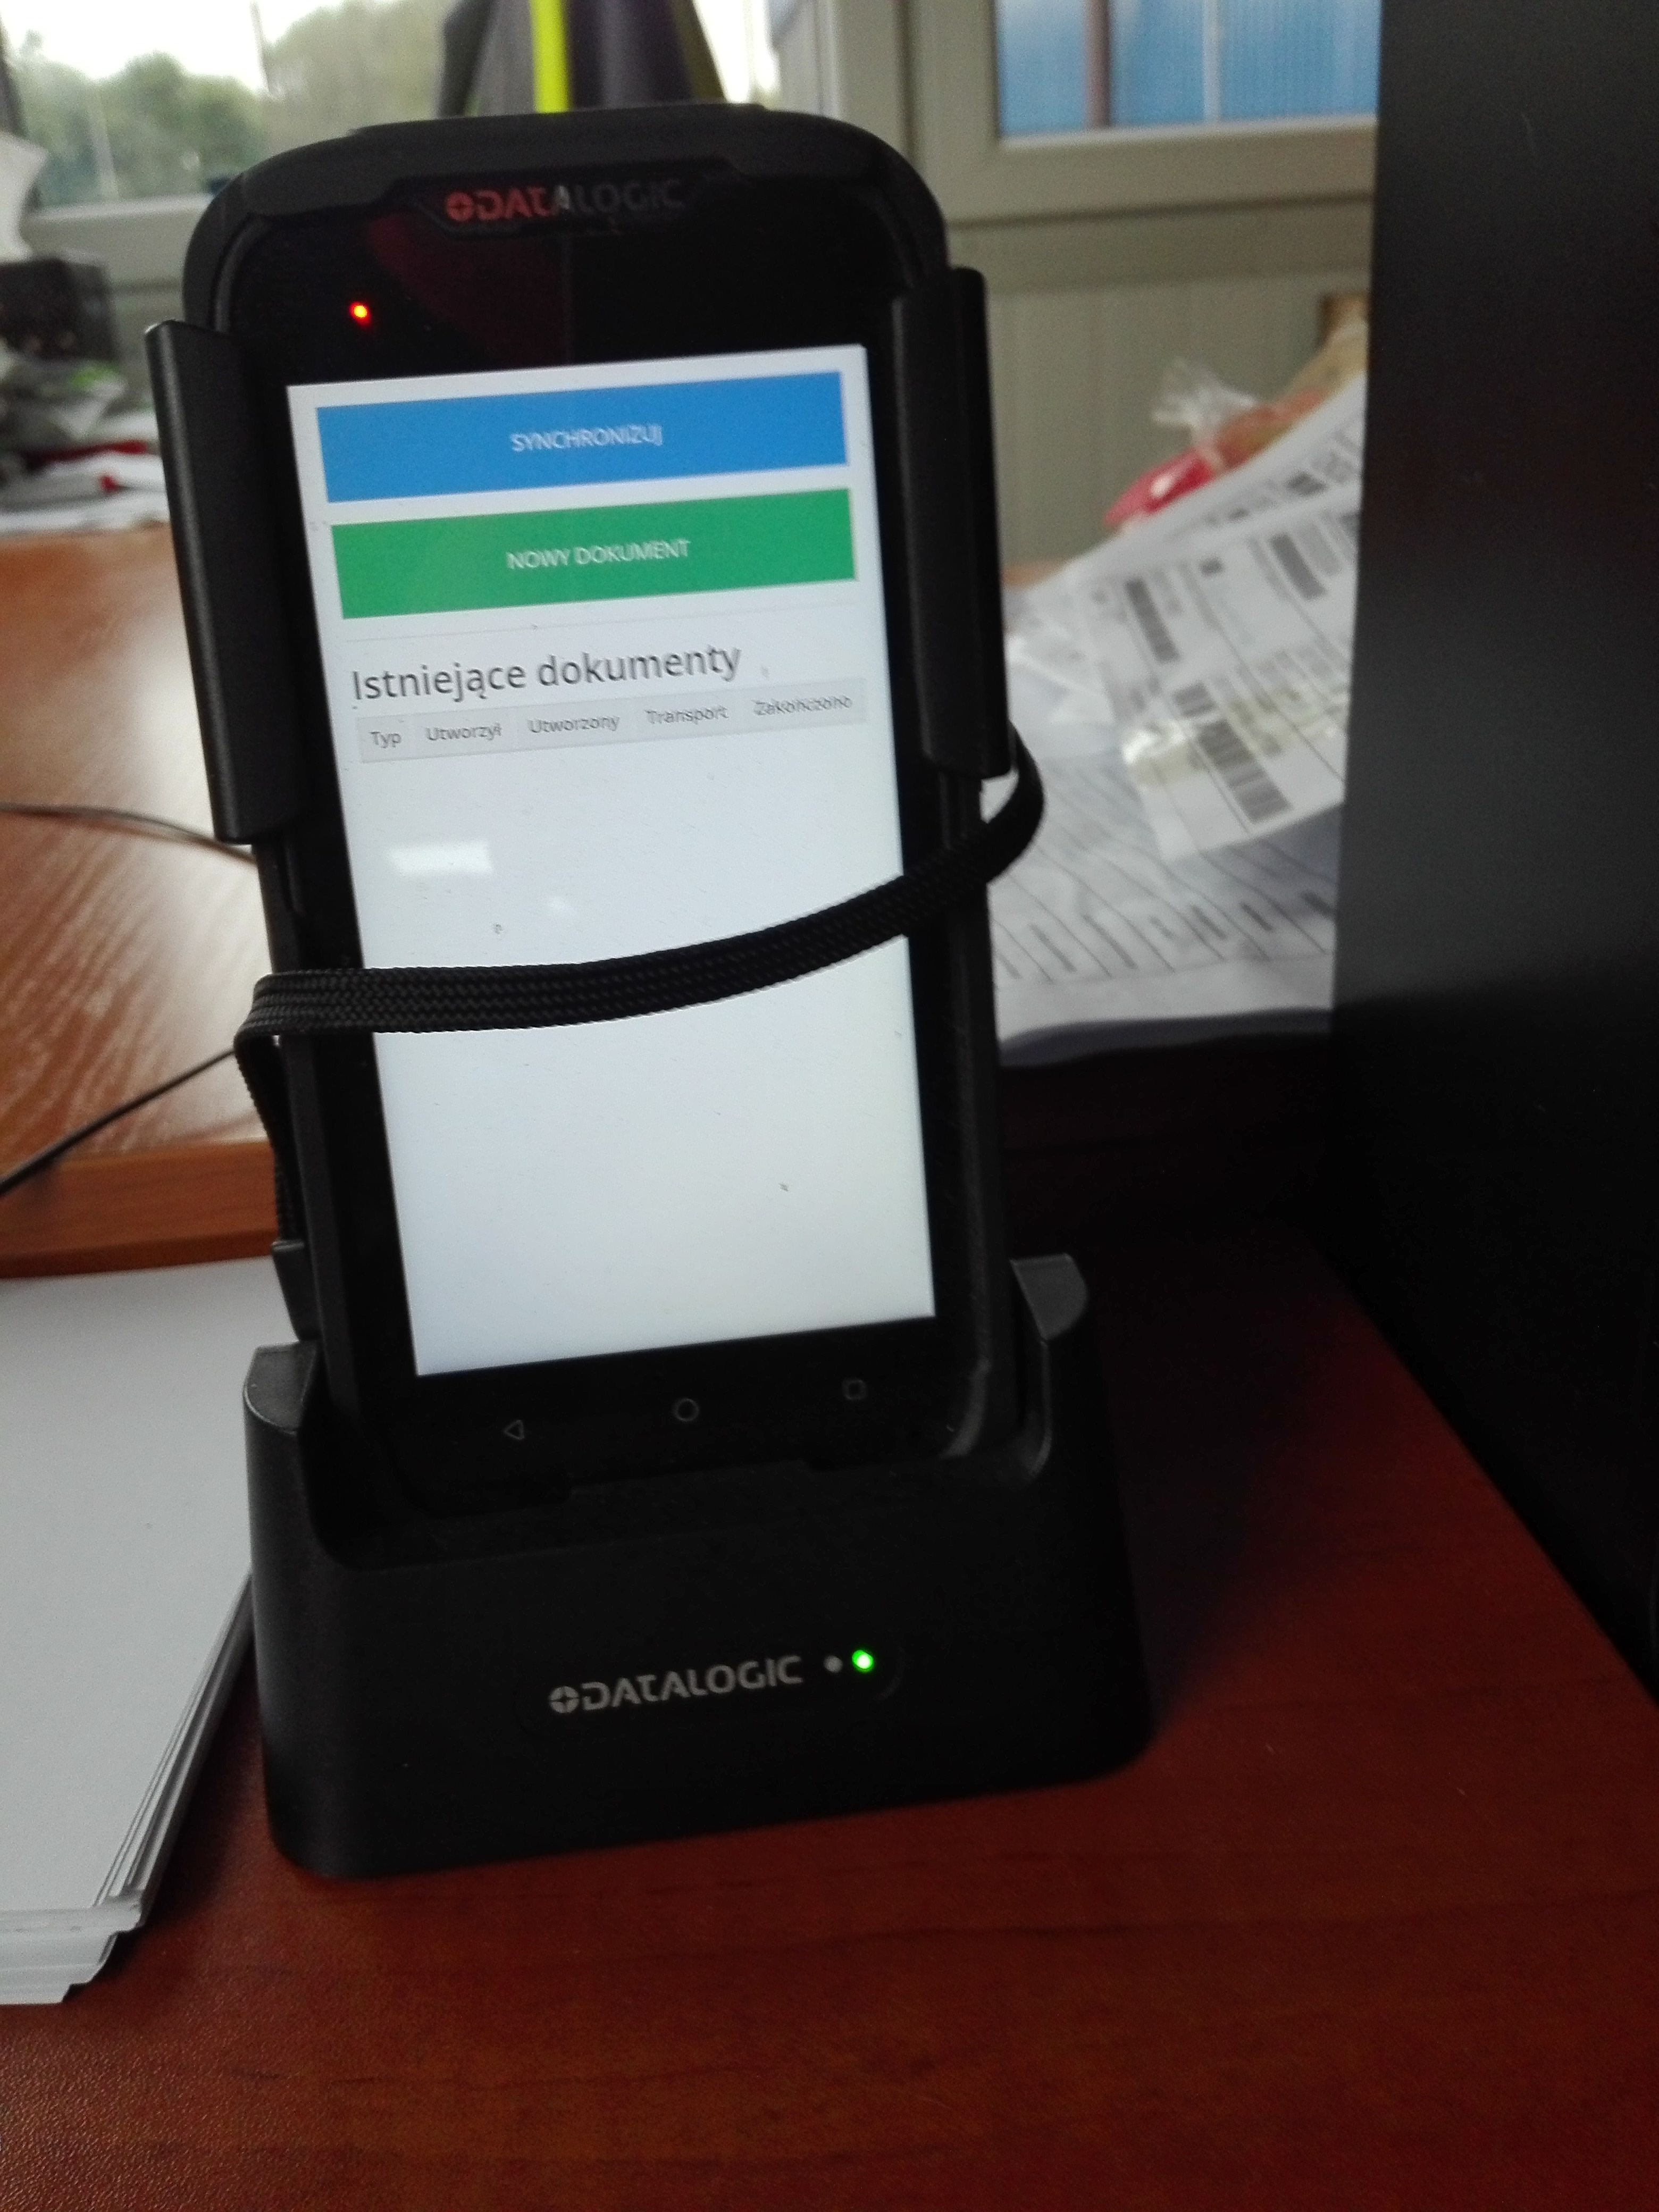 DATALOGIC
SYNCHRONIZUJ
NOWY DOKUMENT
Istniejące dokumenty
Typ Utworzył Utworzony Transport Zakończono
DATALOGIC